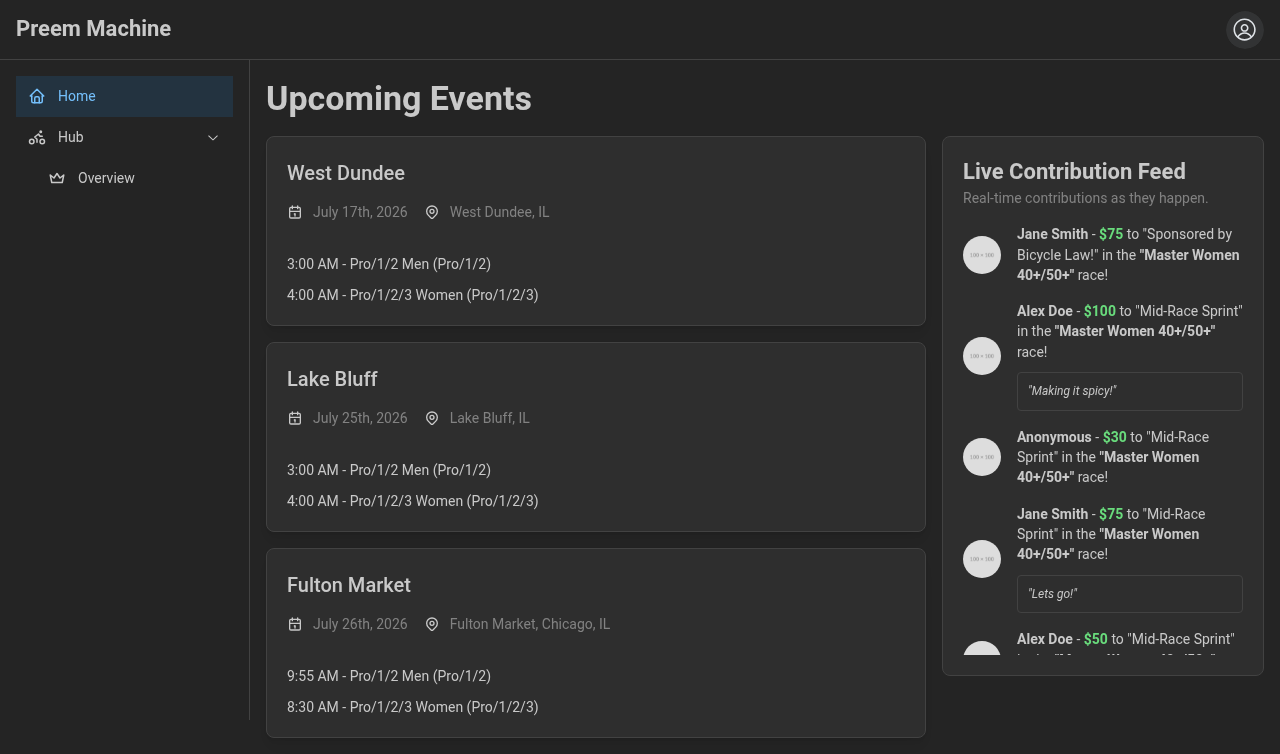 Preem Machine
Home
Hub
Overview
Upcoming Events
West Dundee
July 17th, 2026 West Dundee, IL
3:00 AM - Pro/1/2 Men (Pro/1/2)
4:00 AM - Pro/1/2/3 Women (Pro/1/2/3)
Lake Bluff
July 25th, 2026 Lake Bluff, IL
3:00 AM - Pro/1/2 Men (Pro/1/2)
4:00 AM - Pro/1/2/3 Women (Pro/1/2/3)
Fulton Market
July 26th, 2026 Fulton Market, Chicago, IL
9:55 AM - Pro/1/2 Men (Pro/1/2)
8:30 AM - Pro/1/2/3 Women (Pro/1/2/3)
Live Contribution Feed
Real-time contributions as they happen.
100 × 100
Jane Smith - $75 to "Sponsored by
Bicycle Law!" in the "Master Women
40+/50+" race!
100 × 100
Alex Doe - $100 to "Mid-Race Sprint"
in the "Master Women 40+/50+"
race!
"Making it spicy!"
100 × 100
Anonymous - $30 to "Mid-Race
Sprint" in the "Master Women
40+/50+" race!
100 × 100
Jane Smith - $75 to "Mid-Race
Sprint" in the "Master Women
40+/50+" race!
"Lets go!"
Alex Doe - $50 to "Mid-Race Sprint"